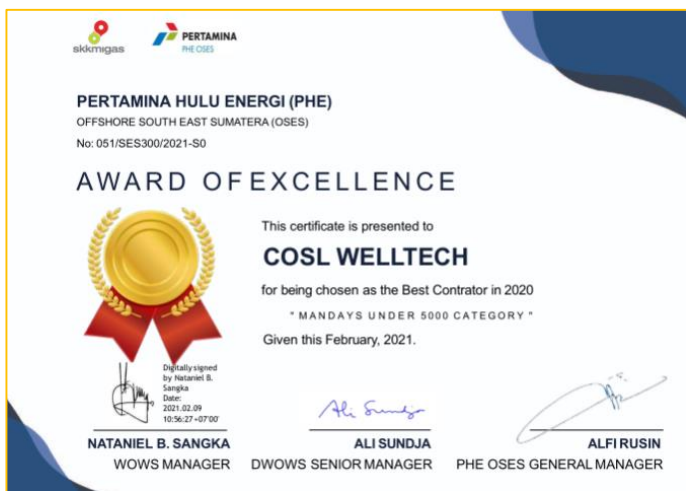 skkmigas
PERTAMINA
PHE OSES
PERTAMINA HULU ENERGI (PHE)
OFFSHORE SOUTH EAST SUMATERA (OSES)
No: 051/SES300/2021-S0
AWARD OF EXCELLENCE
This certificate is presented to
COSL WELLTECH
for being chosen as the Best Contrator in 2020
" MANDAYS UNDER 5000 CATEGORY "
Given this February, 2021.
Digitally signed
by Nataniel B.
Sangka
Date:
2021.02.09
10:56:27 +07'00'
Ali Sundja
NATANIEL B. SANGKA
WOWS MANAGER
ALI SUNDJA
DWOWS SENIOR MANAGER
ALFI RUSIN
PHE OSES GENERAL MANAGER